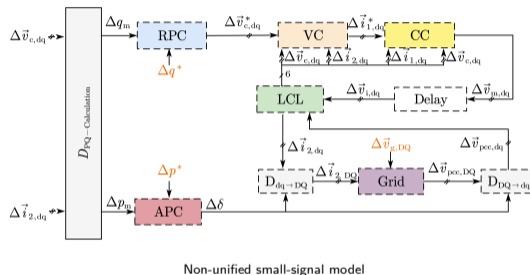 Δv⃗c,dq
Δqm
RPC
Δv⃗*c,dq
VC
Δi⃗*1,dq
CC
Δq*
Δv⃗c,dq
Δi⃗2,dq
Δi⃗1,dq
Δv⃗c,dq
6
LCL
Δv⃗i,dq
Delay
Δv⃗m,dq
DPQ−Calculation
Δi⃗2,dq
Δv⃗g,DQ
Δv⃗pcc,dq
Δp*
Ddq→DQ
Δi⃗2,DQ
Grid
Δv⃗pcc,DQ
DDQ→dq
Δi⃗2,dq
Δpm
APC
Δδ
Non-unified small-signal model